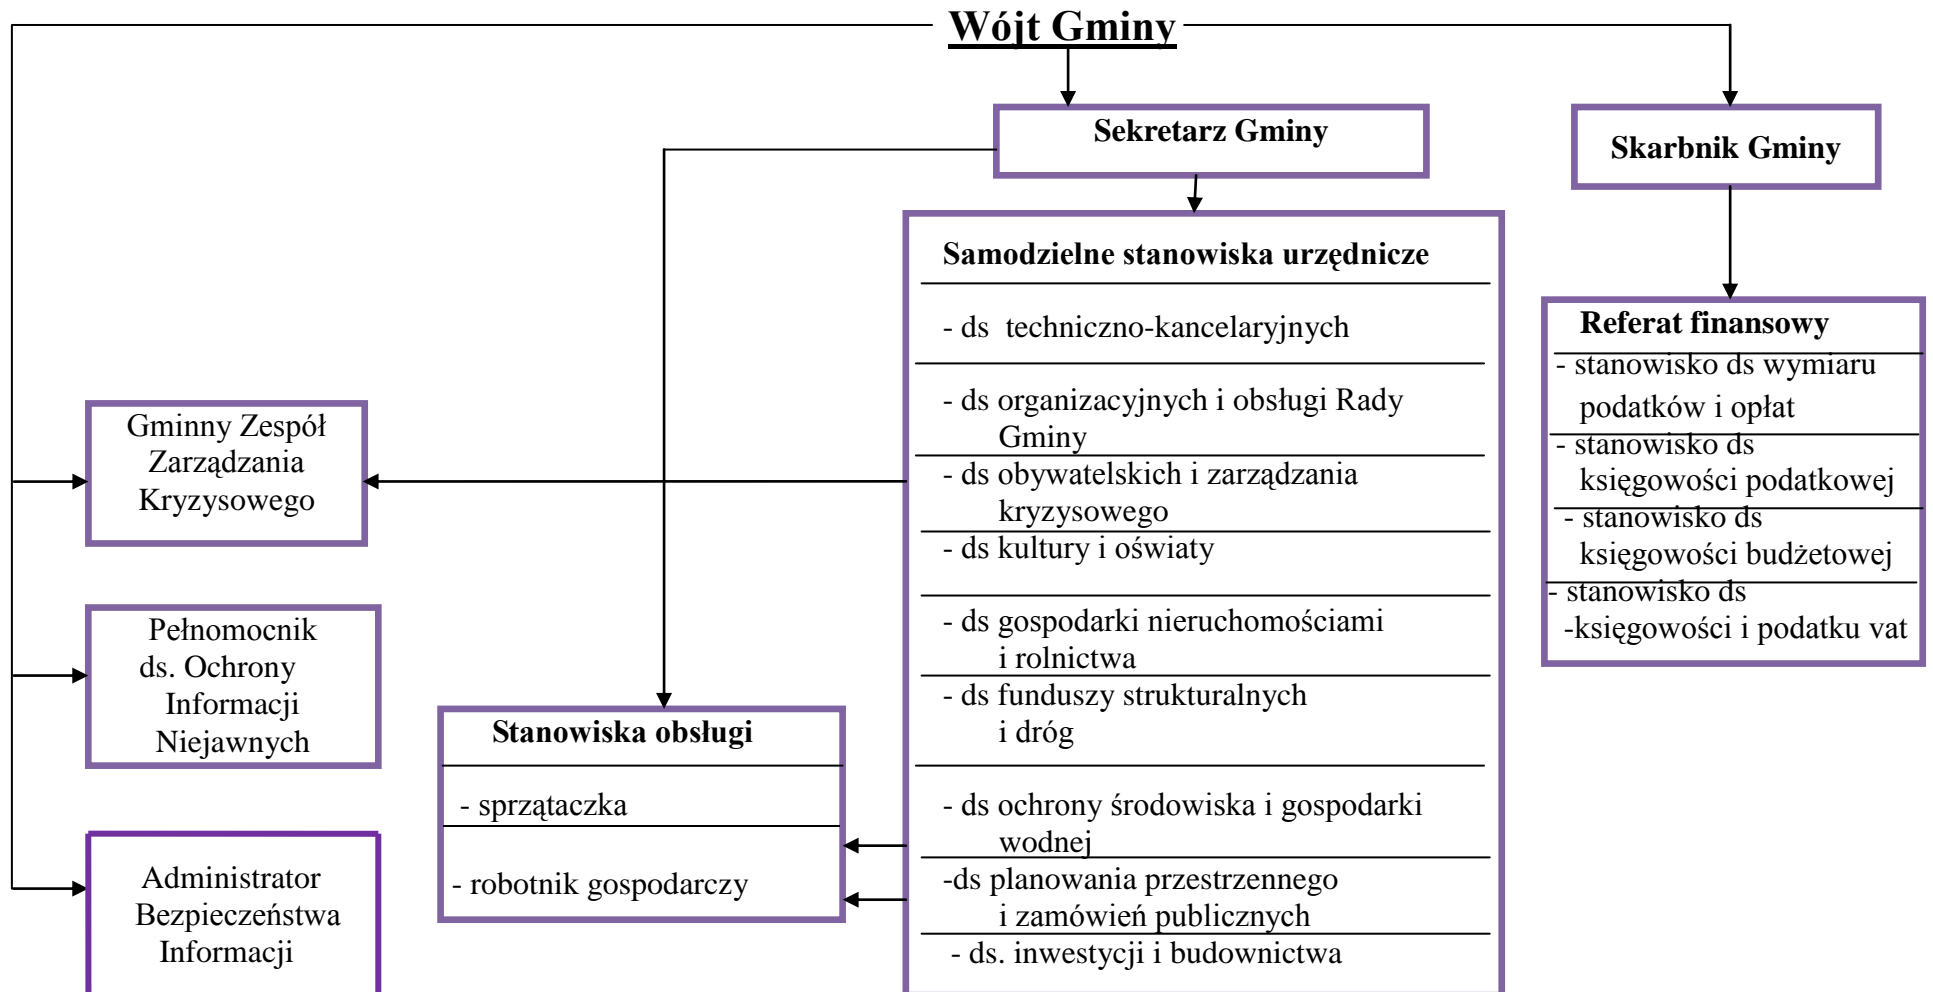 Wójt Gminy
Sekretarz Gminy
Skarbnik Gminy
Samodzielne stanowiska urzędnicze
- ds techniczno-kancelaryjnych
- ds organizacyjnych i obsługi Rady
Gminy
- ds obywatelskich i zarządzania
kryzysowego
- ds kultury i oświaty
- ds gospodarki nieruchomościami
i rolnictwa
- ds funduszy strukturalnych
i dróg
- ds ochrony środowiska i gospodarki
wodnej
-ds planowania przestrzennego
i zamówień publicznych
- ds. inwestycji i budownictwa
Referat finansowy
- stanowisko ds wymiaru
podatków i opłat
- stanowisko ds
księgowości podatkowej
- stanowisko ds
księgowości budżetowej
- stanowisko ds
-księgowości i podatku vat
Gminny Zespół
Zarządzania
Kryzysowego
Pełnomocnik
ds. Ochrony
Informacji
Niejawnych
Administrator
Bezpieczeństwa
Informacji
Stanowiska obsługi
- sprzątaczka
- robotnik gospodarczy